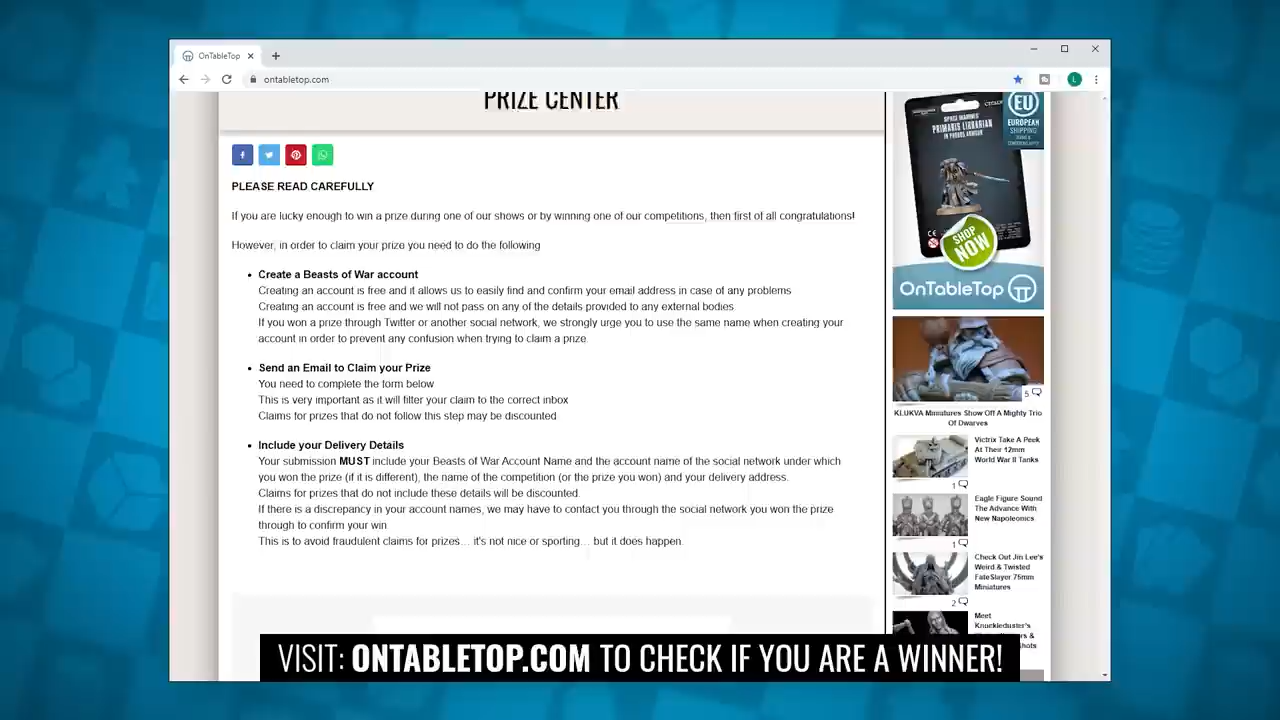 OnTableTop
ontabletop.com
L
PRIZE CENTER
PLEASE READ CAREFULLY
If you are lucky enough to win a prize during one of our shows or by winning one of our competitions, then first of all congratulations!
However, in order to claim your prize you need to do the following
• Create a Beasts of War account
Creating an account is free and it allows us to easily find and confirm your email address in case of any problems
Creating an account is free and we will not pass on any of the details provided to any external bodies.
If you won a prize through Twitter or another social network, we strongly urge you to use the same name when creating your
account in order to prevent any confusion when trying to claim a prize.
• Send an Email to Claim your Prize
You need to complete the form below
This is very important as it will filter your claim to the correct inbox
Claims for prizes that do not follow this step may be discounted
• Include your Delivery Details
Your submission MUST include your Beasts of War Account Name and the account name of the social network under which
you won the prize (if it is different), the name of the competition (or the prize you won) and your delivery address.
Claims for prizes that do not include these details will be discounted.
If there is a discrepancy in your account names, we may have to contact you through the social network you won the prize
through to confirm your win
This is to avoid fraudulent claims for prizes… it's not nice or sporting… but it does happen.
EU
EUROPEAN
SHIPPING
SPACE MARINES
PRIMARIS LIBRARIAN
IN PHOBOS ARMOUR
SHOP
NOW
OnTableTop
5
KLUKVA Miniatures Show Off A Mighty Trio
Of Dwarves
Victrix Take A Peek
At Their 12mm
World War II Tanks
1
Eagle Figure Sound
The Advance With
New Napoleonics
1
Check Out Jin Lee's
Weird & Twisted
FateSlayer 75mm
Miniatures
2
Meet
Knuckleduster's
VISIT: ONTABLETOP.COM TO CHECK IF YOU ARE A WINNER!